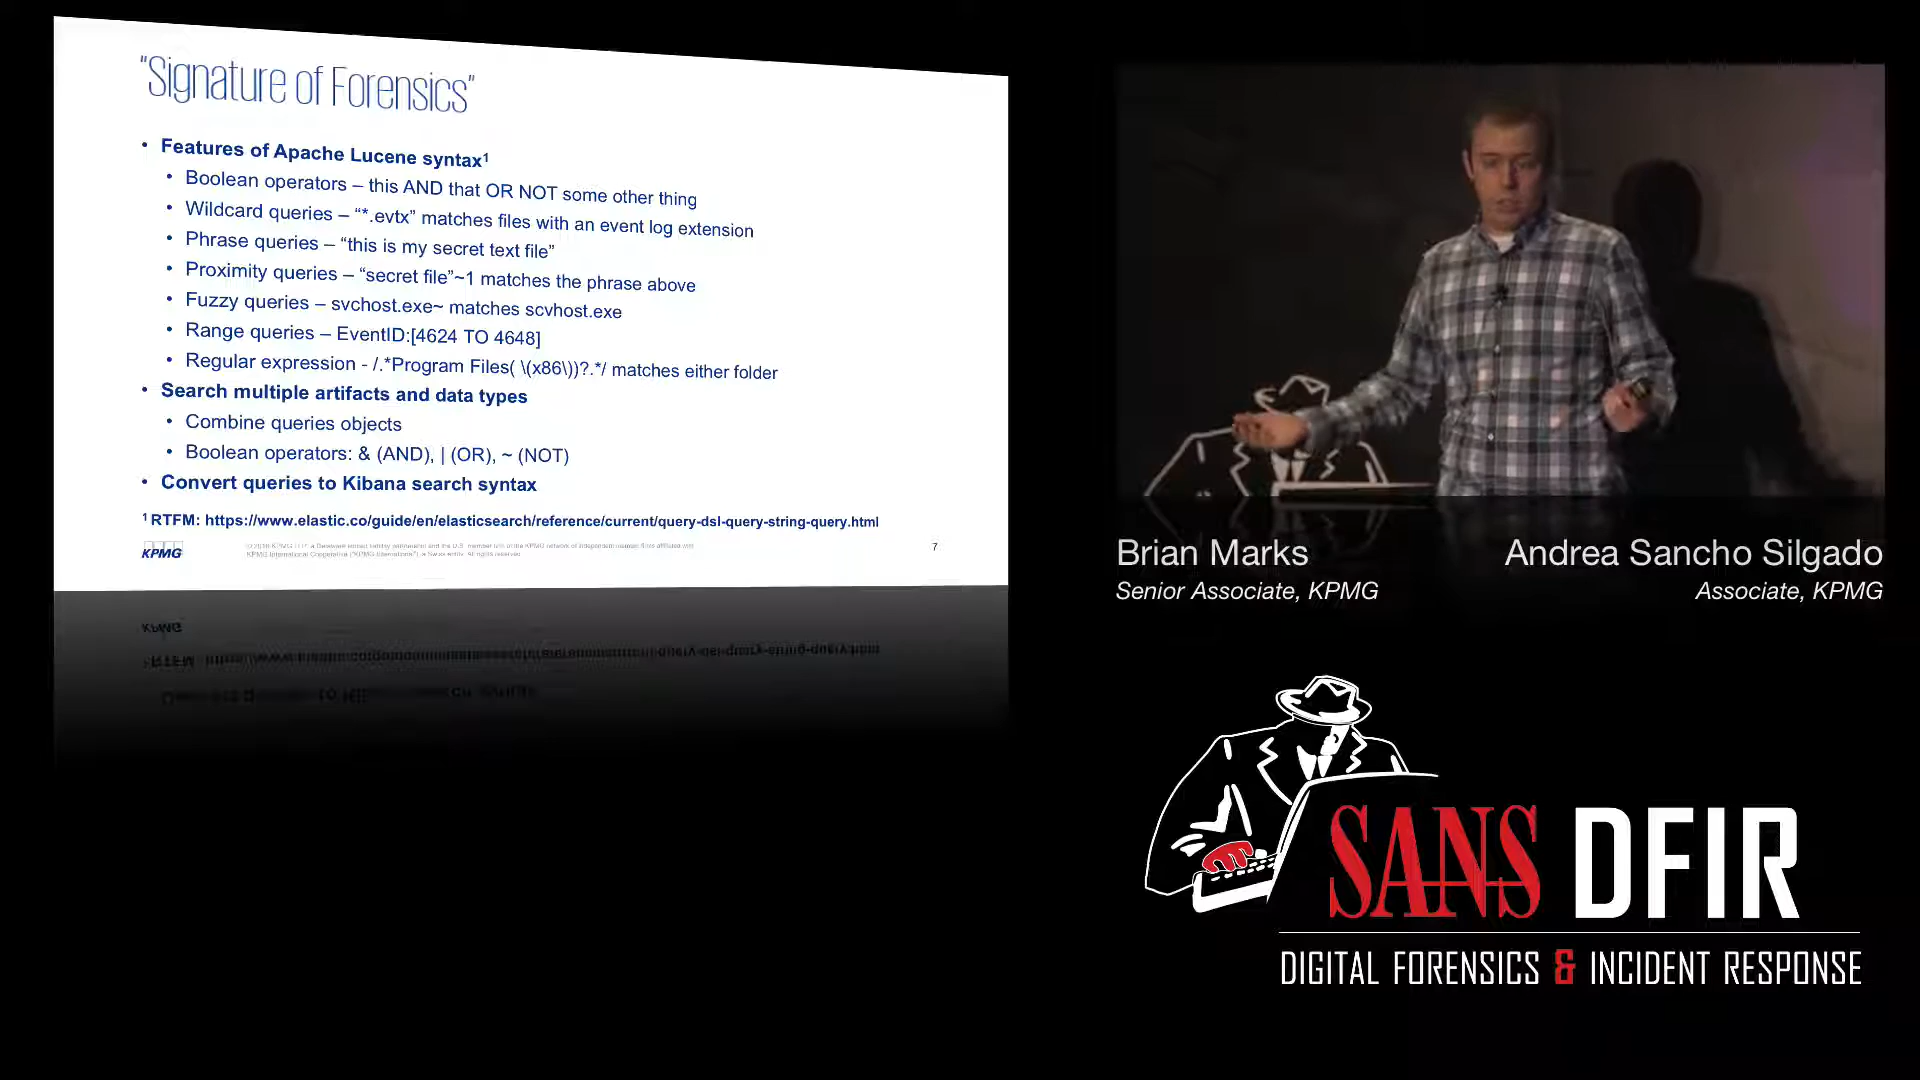 "Signature of Forensics"
• Features of Apache Lucene syntax¹
• Boolean operators – this AND that OR NOT some other thing
• Wildcard queries – “*.evtx” matches files with an event log extension
• Phrase queries – “this is my secret text file”
• Proximity queries – “secret file”~1 matches the phrase above
• Fuzzy queries – svchost.exe~ matches scvhost.exe
• Range queries – EventID:[4624 TO 4648]
• Regular expression - /.*Program Files( \(x86\))?.*/ matches either folder
• Search multiple artifacts and data types
• Combine queries objects
• Boolean operators: & (AND), | (OR), ~ (NOT)
• Convert queries to Kibana search syntax
¹ RTFM: https://www.elastic.co/guide/en/elasticsearch/reference/current/query-dsl-query-string-query.html
KPMG
7
Brian Marks
Senior Associate, KPMG
Andrea Sancho Silgado
Associate, KPMG
SANS DFIR
DIGITAL FORENSICS & INCIDENT RESPONSE